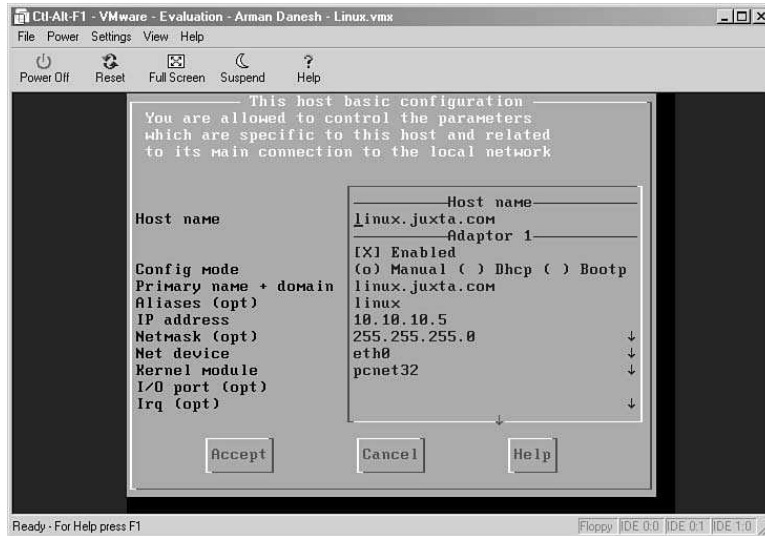 Ctl-Alt-F1 - VMware - Evaluation - Arman Danesh - Linux.vmx
File Power Settings View Help
Power Off Reset Full Screen Suspend Help
This host basic configuration
You are allowed to control the parameters
which are specific to this host and related
to its main connection to the local network
Host name
Host name linux.juxta.com
Adaptor 1
[X] Enabled
Config mode (o) Manual ( ) Dhcp ( ) Bootp
Primary name + domain linux.juxta.com
Aliases (opt) linux
IP address 10.10.10.5
Netmask (opt) 255.255.255.0
Net device eth0
Kernel module pcnet32
I/O port (opt)
Irq (opt)
Accept Cancel Help
Ready - For Help press F1 Floppy IDE 0:0 IDE 0:1 IDE 1:0